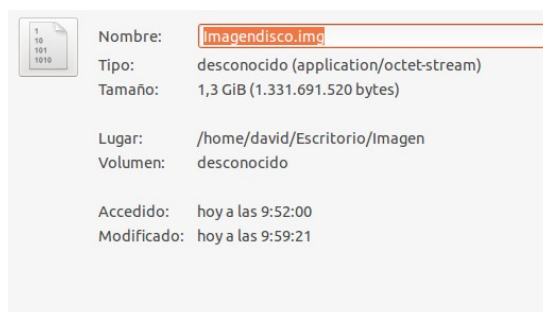 1
10
101
1010
Nombre: Imagendisco.img
Tipo: desconocido (application/octet-stream)
Tamaño: 1,3 GiB (1.331.691.520 bytes)
Lugar: /home/david/Escritorio/Imagen
Volumen: desconocido
Accedido: hoy a las 9:52:00
Modificado: hoy a las 9:59:21